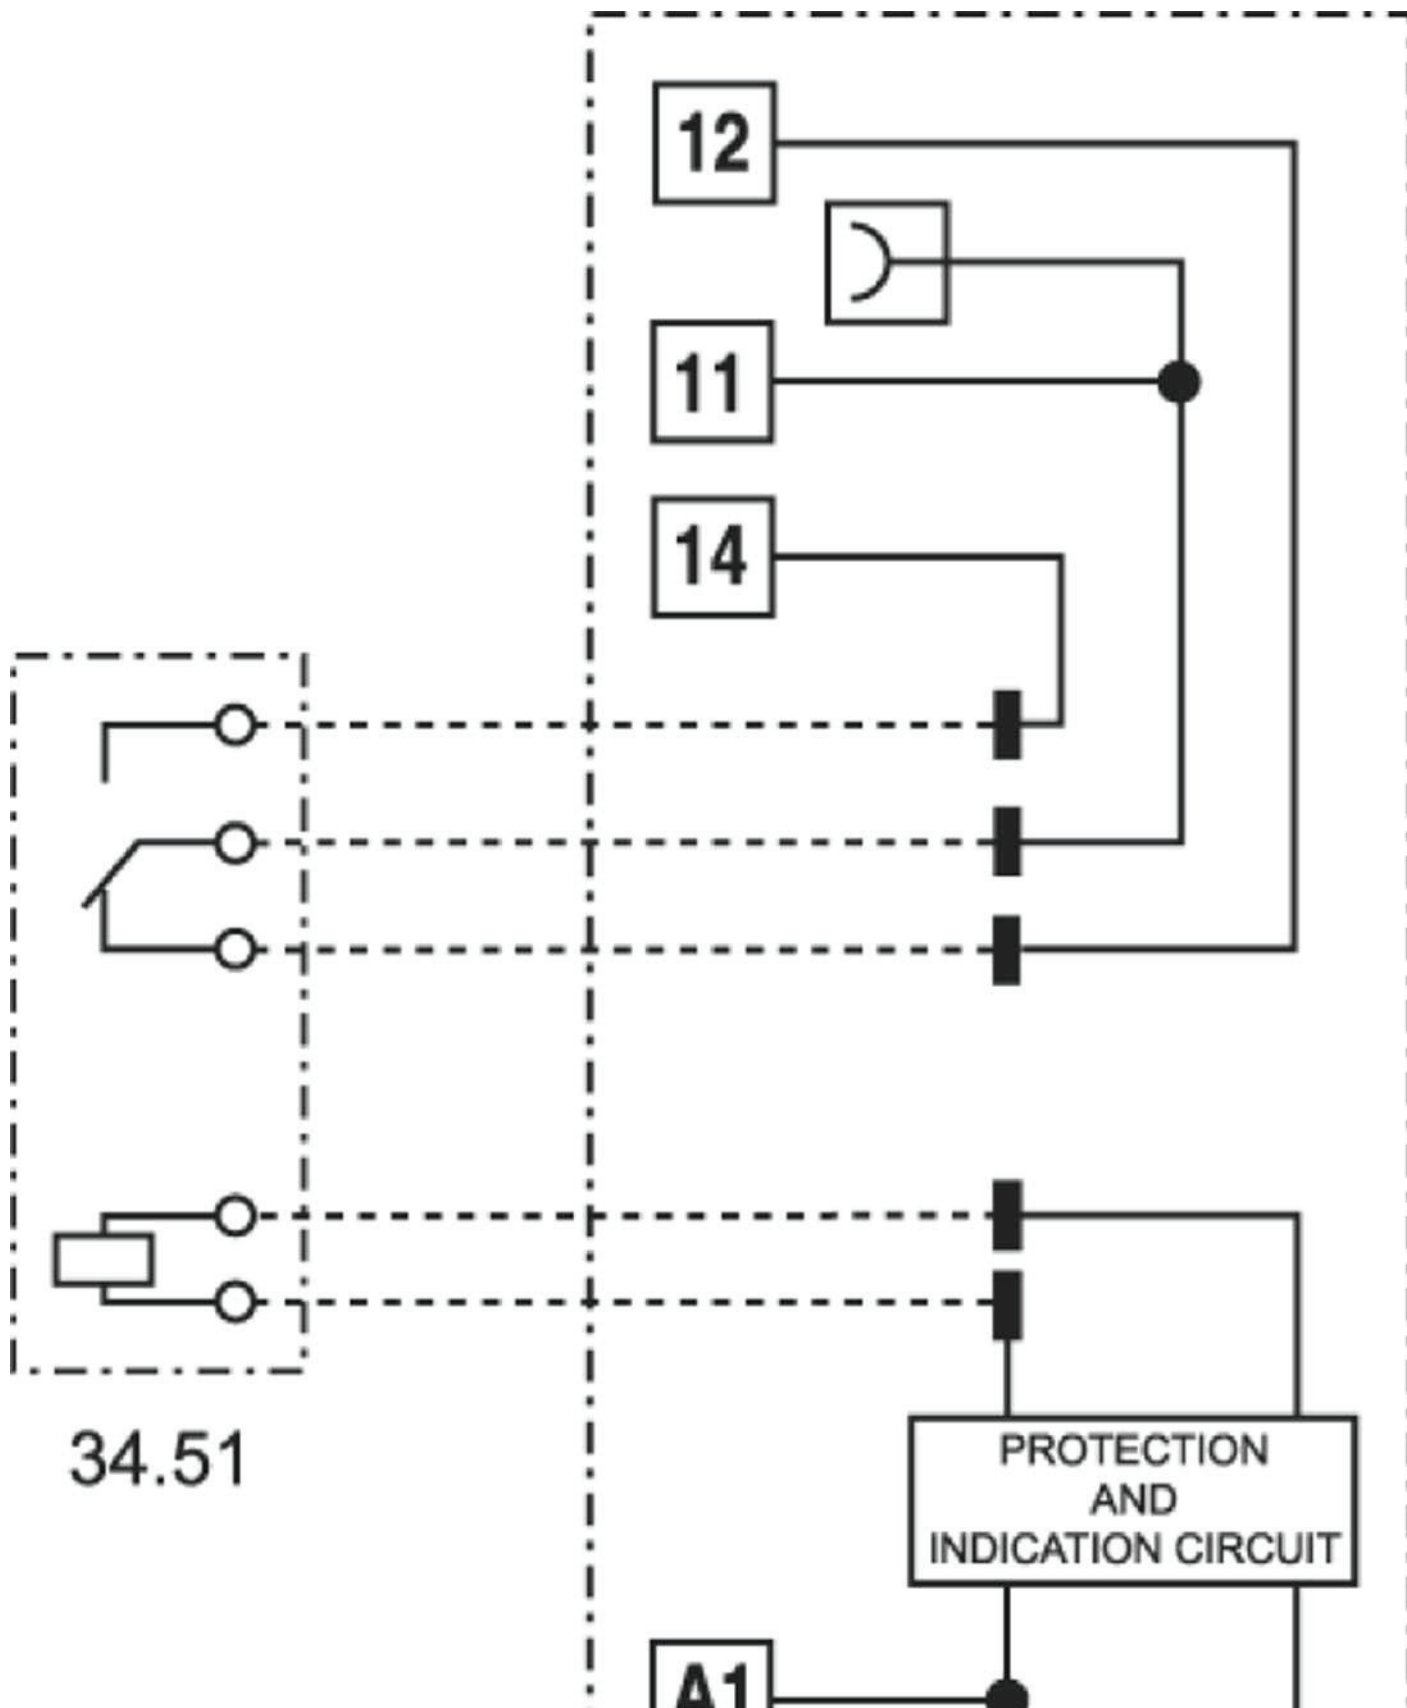 12
11
14
34.51
PROTECTION
AND
INDICATION CIRCUIT
A1